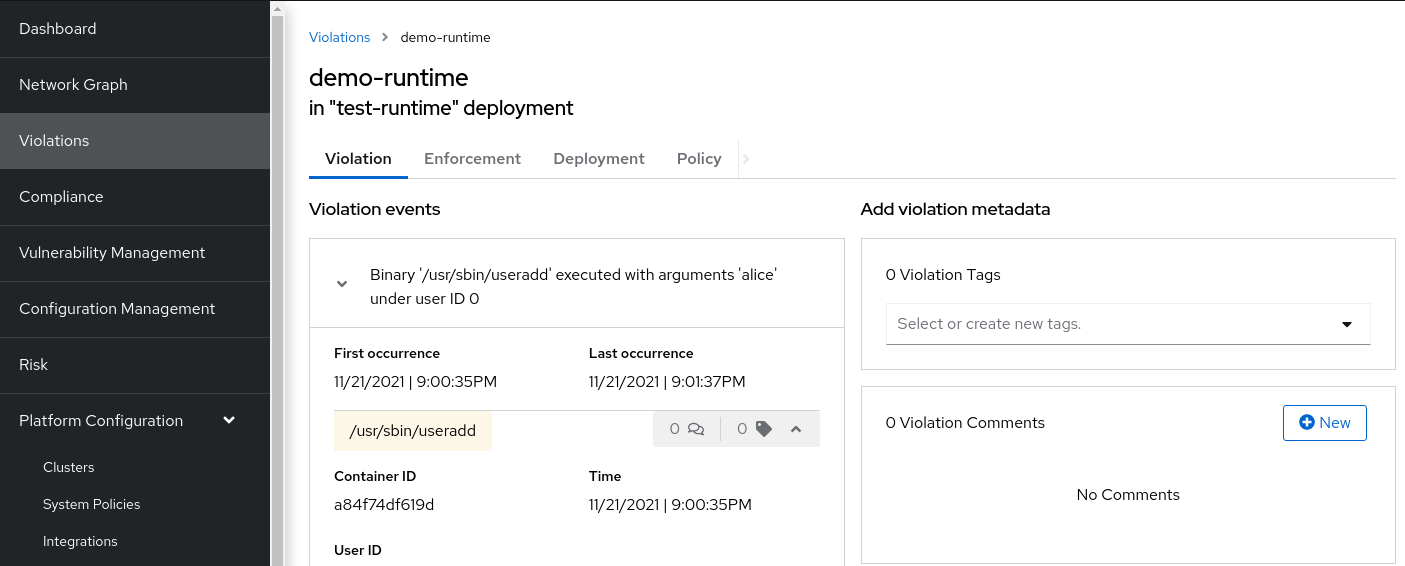 Dashboard
Network Graph
Violations
Compliance
Vulnerability Management
Configuration Management
Risk
Platform Configuration
Clusters
System Policies
Integrations
Violations > demo-runtime
demo-runtime
in "test-runtime" deployment
Violation Enforcement Deployment Policy
Violation events
Binary '/usr/sbin/useradd' executed with arguments 'alice'
under user ID 0
First occurrence Last occurrence
11/21/2021 | 9:00:35PM 11/21/2021 | 9:01:37PM
/usr/sbin/useradd 0 0
Container ID Time
a84f74df619d 11/21/2021 | 9:00:35PM
User ID
Add violation metadata
0 Violation Tags
Select or create new tags.
0 Violation Comments New
No Comments